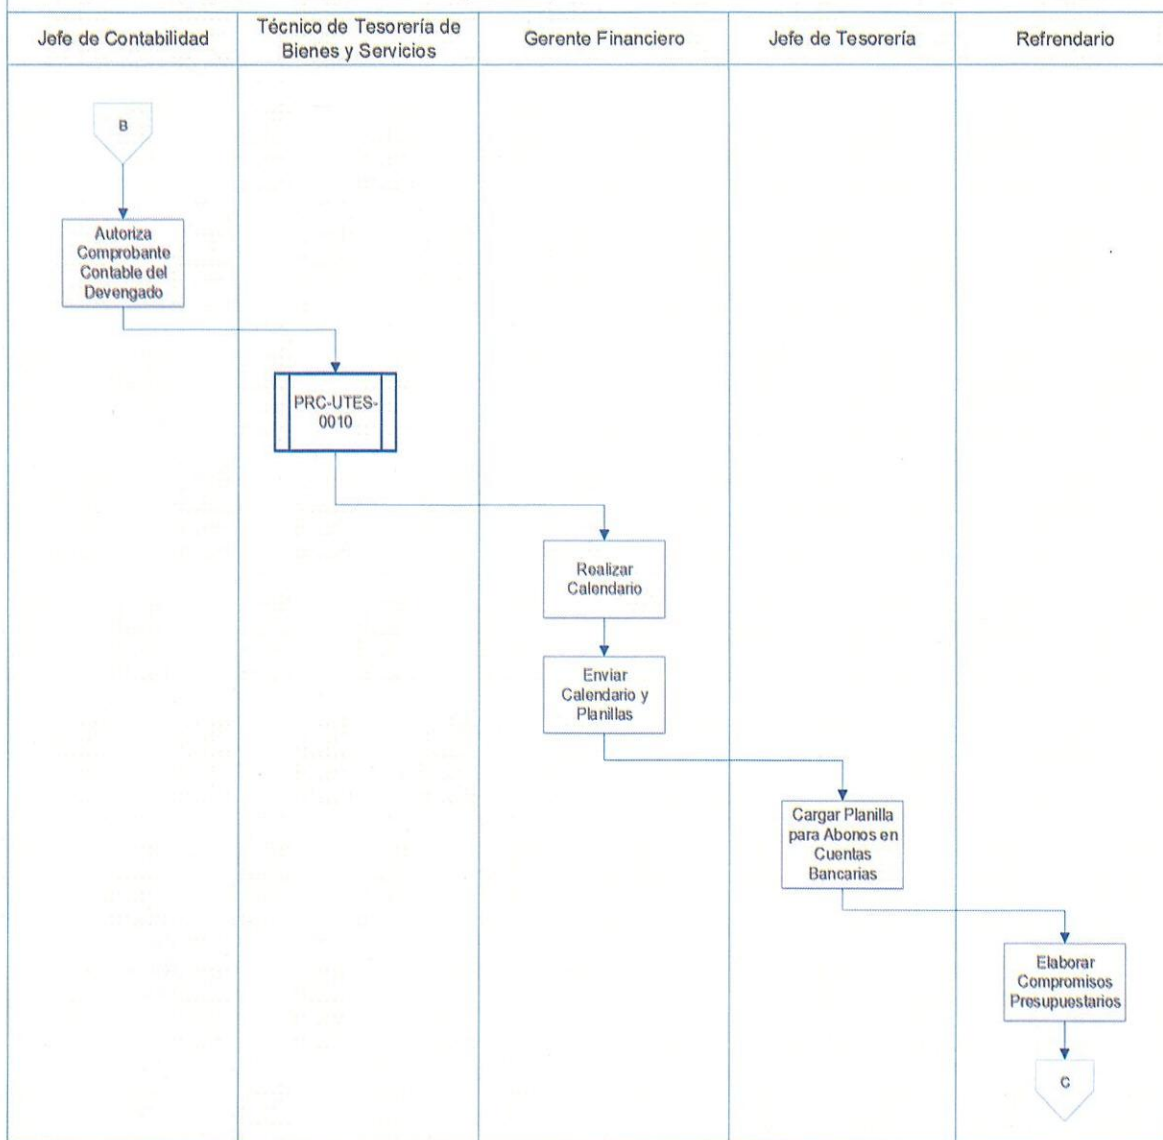 Jefe de Contabilidad
Técnico de Tesorería de
Bienes y Servicios
Gerente Financiero
Jefe de Tesorería
Refrendario
B
Autoriza
Comprobante
Contable del
Devengado
PRC-UTES-
0010
Realizar
Calendario
Enviar
Calendario y
Planillas
Cargar Planilla
para Abonos en
Cuentas
Bancarias
Elaborar
Compromisos
Presupuestarios
C